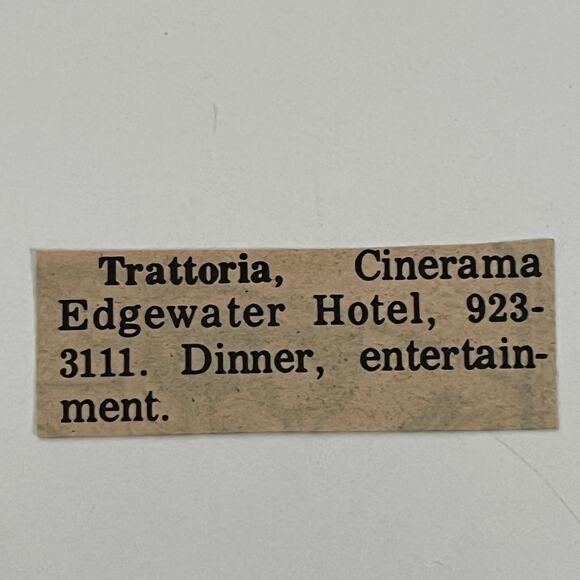 Trattoria, Cinerama
Edgewater Hotel, 923-
3111. Dinner, entertain-
ment.